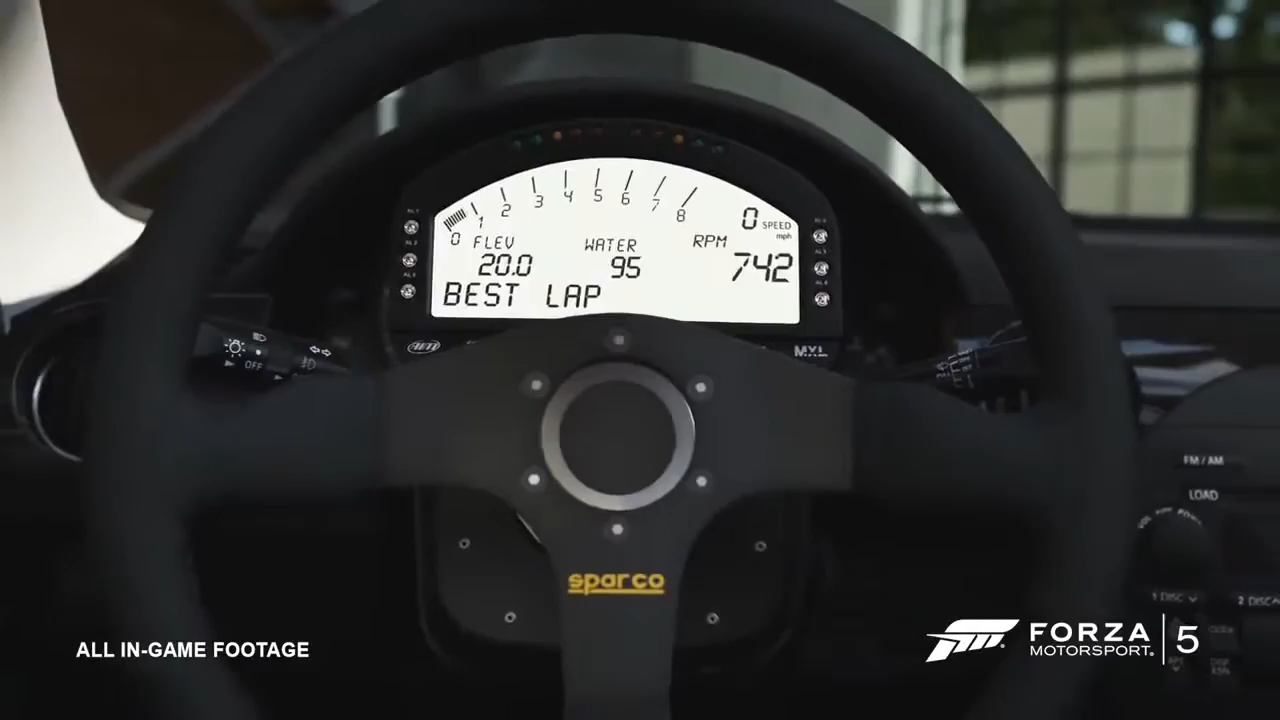 1 2 3 4 5 6 7 8
0
0 SPEED
mph
FLEV WATER RPM
20.0 95 742
BEST LAP
OFF
AiM
MXL
FM/AM
LOAD
1 DISC
2 DISC
sparco
ALL IN-GAME FOOTAGE
FORZA
MOTORSPORT
5